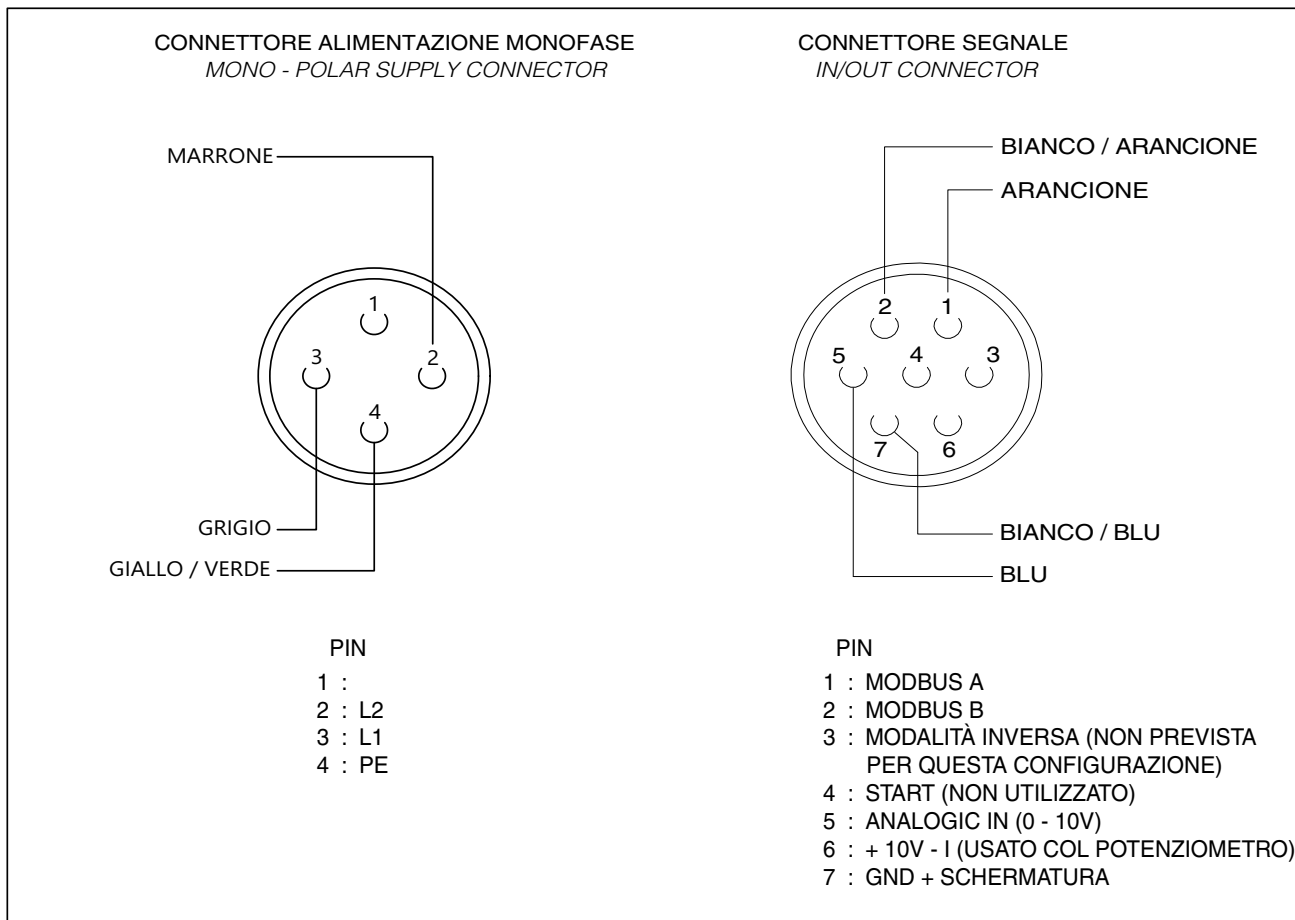 CONNETTORE ALIMENTAZIONE MONOFASE
MONO - POLAR SUPPLY CONNECTOR
MARRONE
1
3
2
4
GRIGIO
GIALLO / VERDE
PIN
1 :
2 : L2
3 : L1
4 : PE
CONNETTORE SEGNALE
IN/OUT CONNECTOR
BIANCO / ARANCIONE
ARANCIONE
2
1
5
4
3
7
6
BIANCO / BLU
BLU
PIN
1 : MODBUS A
2 : MODBUS B
3 : MODALITÀ INVERSA (NON PREVISTA
PER QUESTA CONFIGURAZIONE)
4 : START (NON UTILIZZATO)
5 : ANALOGIC IN (0 - 10V)
6 : + 10V - I (USATO COL POTENZIOMETRO)
7 : GND + SCHERMATURA